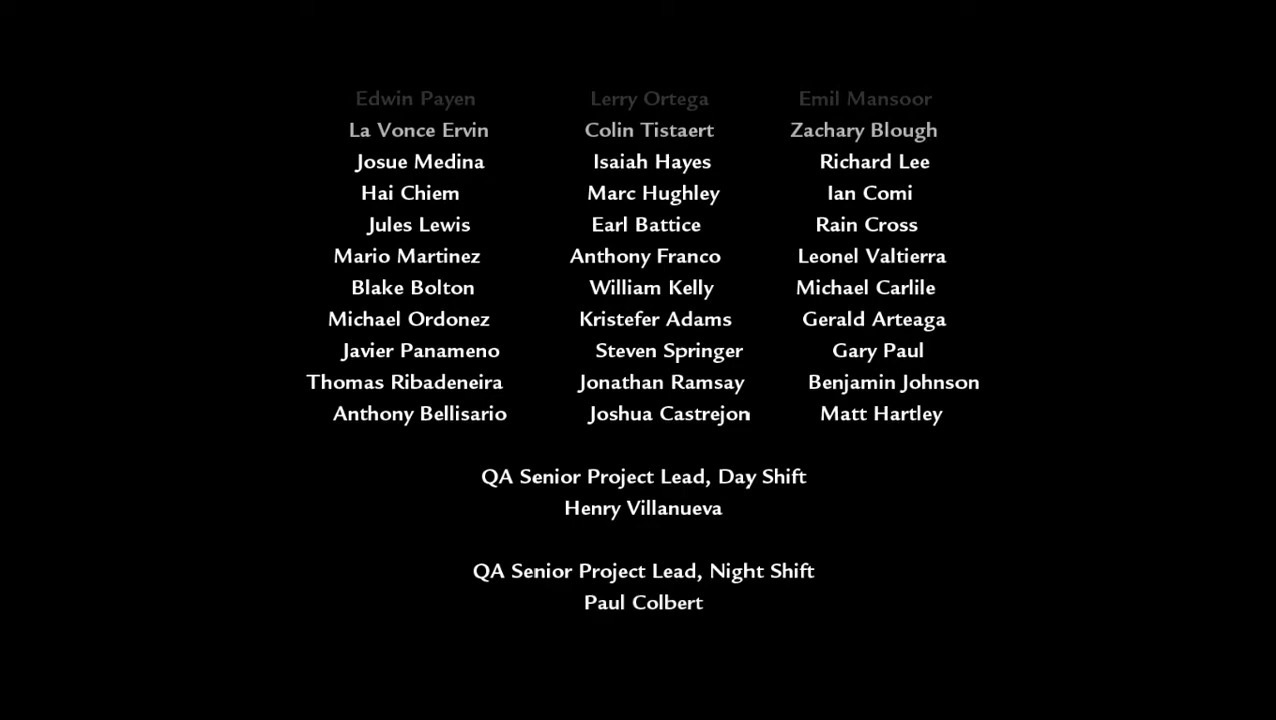 Edwin Payen Lerry Ortega Emil Mansoor
La Vonce Ervin Colin Tistaert Zachary Blough
Josue Medina Isaiah Hayes Richard Lee
Hai Chiem Marc Hughley Ian Comi
Jules Lewis Earl Battice Rain Cross
Mario Martinez Anthony Franco Leonel Valtierra
Blake Bolton William Kelly Michael Carlile
Michael Ordonez Kristefer Adams Gerald Arteaga
Javier Panameno Steven Springer Gary Paul
Thomas Ribadeneira Jonathan Ramsay Benjamin Johnson
Anthony Bellisario Joshua Castrejon Matt Hartley
QA Senior Project Lead, Day Shift
Henry Villanueva
QA Senior Project Lead, Night Shift
Paul Colbert